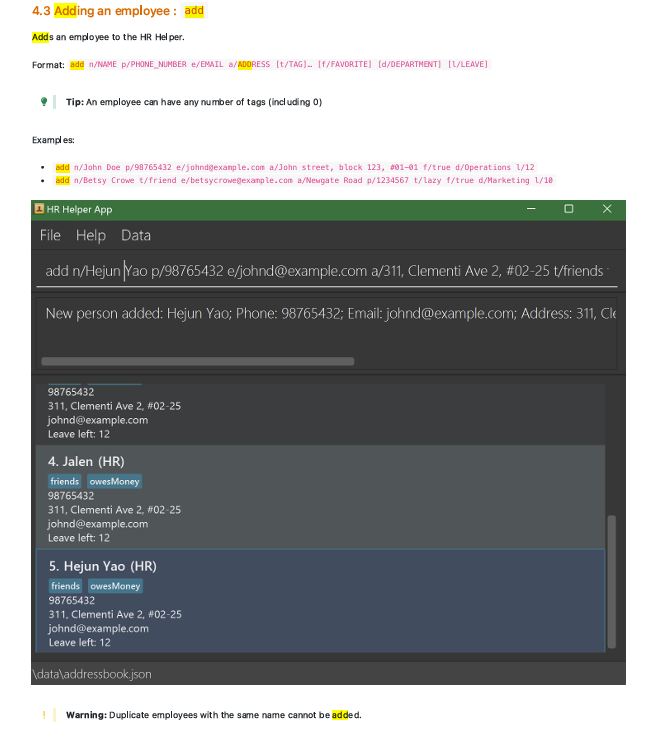 4.3 Adding an employee : add
Adds an employee to the HR Helper.
Format: add n/NAME p/PHONE_NUMBER e/EMAIL a/ADDRESS [t/TAG]… [f/FAVORITE] [d/DEPARTMENT] [l/LEAVE]
Tip: An employee can have any number of tags (including 0)
Examples:
• add n/John Doe p/98765432 e/johnd@example.com a/John street, block 123, #01-01 f/true d/Operations l/12
• add n/Betsy Crowe t/friend e/betsycrowe@example.com a/Newgate Road p/1234567 t/lazy f/true d/Marketing l/10
HR Helper App
File Help Data
add n/Hejun Yao p/98765432 e/johnd@example.com a/311, Clementi Ave 2, #02-25 t/friends
New person added: Hejun Yao; Phone: 98765432; Email: johnd@example.com; Address: 311, Cle
98765432
311, Clementi Ave 2, #02-25
johnd@example.com
Leave left: 12
4. Jalen (HR)
friends owesMoney
98765432
311, Clementi Ave 2, #02-25
johnd@example.com
Leave left: 12
5. Hejun Yao (HR)
friends owesMoney
98765432
311, Clementi Ave 2, #02-25
johnd@example.com
Leave left: 12
\data\addressbook.json
! Warning: Duplicate employees with the same name cannot be added.